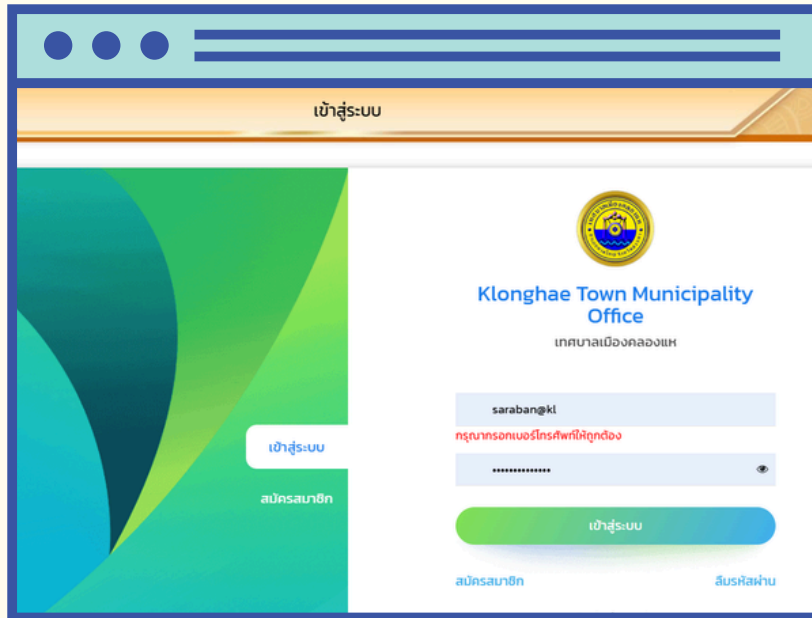 เข้าสู่ระบบ
Klonghae Town Municipality
Office
เทศบาลเมืองคลองแห
saraban@kl
กรุณากรอกเบอร์โทรศัพท์ให้ถูกต้อง
เข้าสู่ระบบ
••••••••••••••
สมัครสมาชิก
เข้าสู่ระบบ
สมัครสมาชิก
ลืมรหัสผ่าน